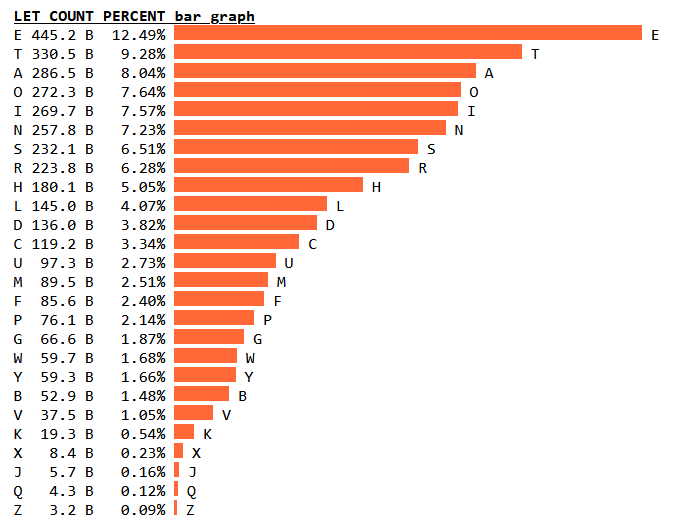 LET COUNT PERCENT bar graph
E 445.2 B 12.49% E
T 330.5 B 9.28% T
A 286.5 B 8.04% A
O 272.3 B 7.64% O
I 269.7 B 7.57% I
N 257.8 B 7.23% N
S 232.1 B 6.51% S
R 223.8 B 6.28% R
H 180.1 B 5.05% H
L 145.0 B 4.07% L
D 136.0 B 3.82% D
C 119.2 B 3.34% C
U 97.3 B 2.73% U
M 89.5 B 2.51% M
F 85.6 B 2.40% F
P 76.1 B 2.14% P
G 66.6 B 1.87% G
W 59.7 B 1.68% W
Y 59.3 B 1.66% Y
B 52.9 B 1.48% B
V 37.5 B 1.05% V
K 19.3 B 0.54% K
X 8.4 B 0.23% X
J 5.7 B 0.16% J
Q 4.3 B 0.12% Q
Z 3.2 B 0.09% Z